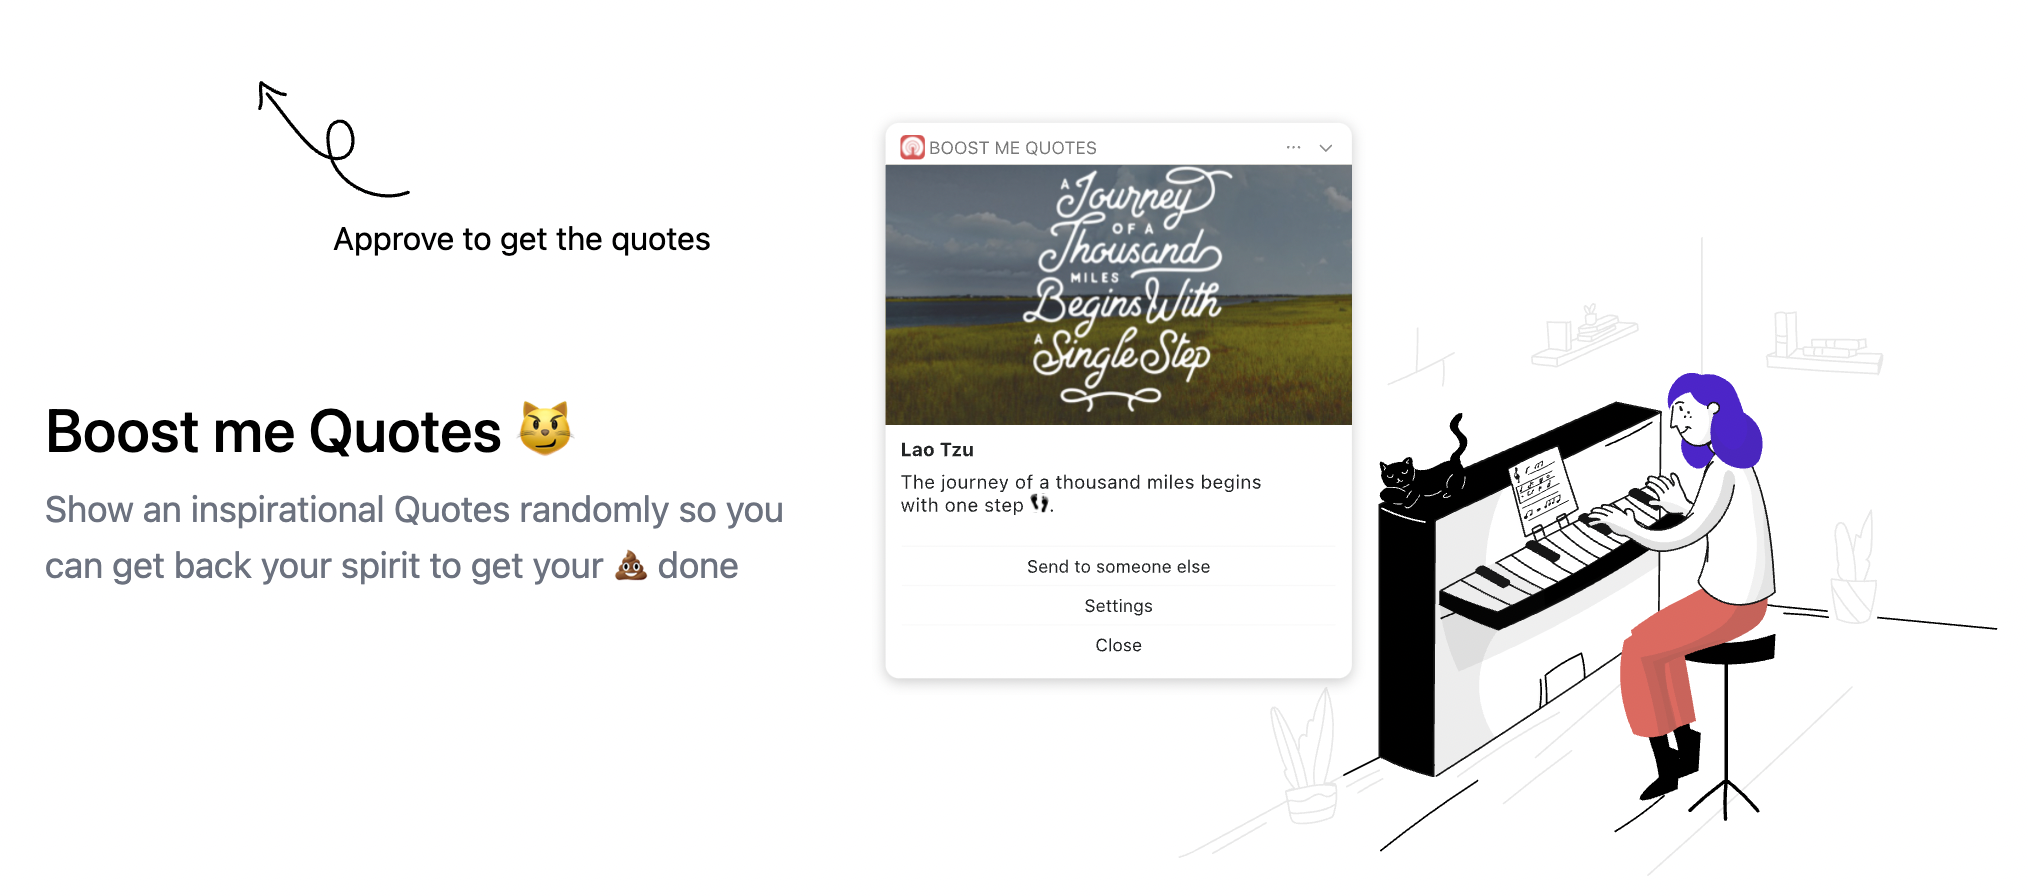 Approve to get the quotes
Boost me Quotes 😼
Show an inspirational Quotes randomly so you
can get back your spirit to get your 💩 done
BOOST ME QUOTES
A Journey
OF A
Thousand
MILES
Begins With
A Single Step
Lao Tzu
The journey of a thousand miles begins
with one step 👣.
Send to someone else
Settings
Close